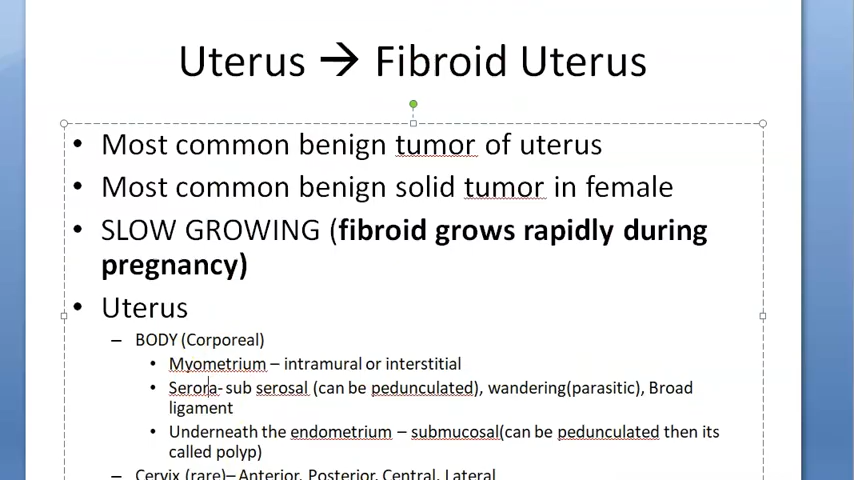 Uterus → Fibroid Uterus
• Most common benign tumor of uterus
• Most common benign solid tumor in female
• SLOW GROWING (fibroid grows rapidly during
pregnancy)
• Uterus
– BODY (Corporeal)
• Myometrium – intramural or interstitial
• Serora- sub serosal (can be pedunculated), wandering(parasitic), Broad
ligament
• Underneath the endometrium – submucosal(can be pedunculated then its
called polyp)
– Cervix (rare)– Anterior, Posterior, Central, Lateral